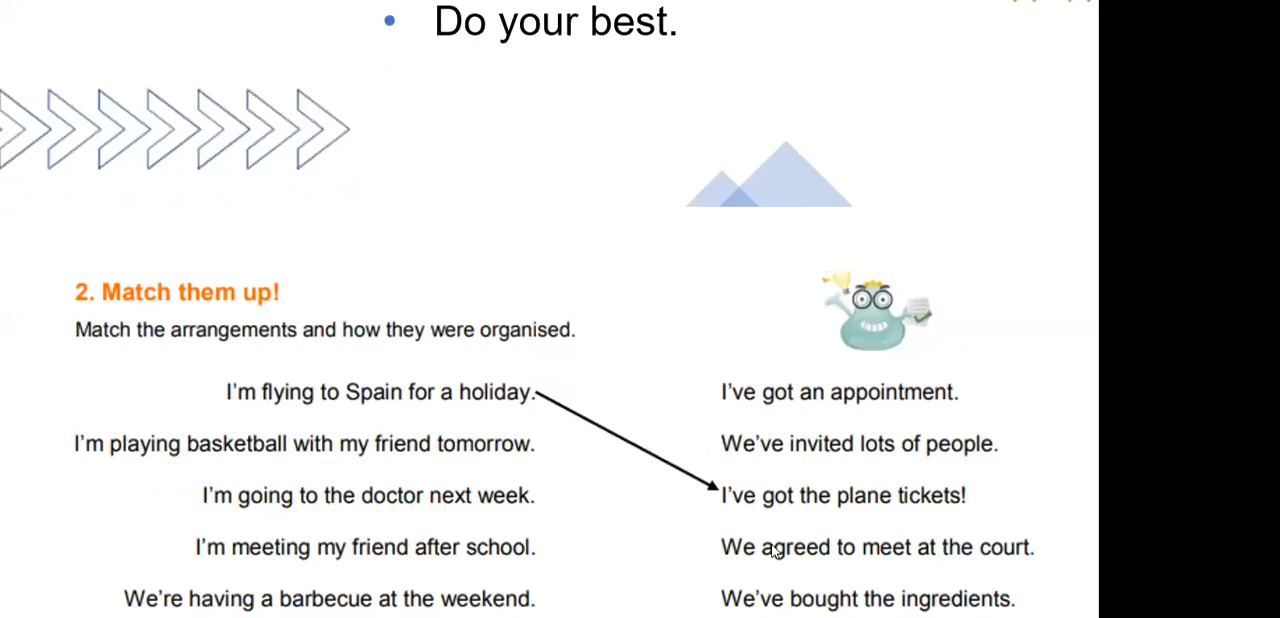 • Do your best.
2. Match them up!
Match the arrangements and how they were organised.
I'm flying to Spain for a holiday. I've got an appointment.
I'm playing basketball with my friend tomorrow. We've invited lots of people.
I'm going to the doctor next week. I've got the plane tickets!
I'm meeting my friend after school. We agreed to meet at the court.
We're having a barbecue at the weekend. We've bought the ingredients.